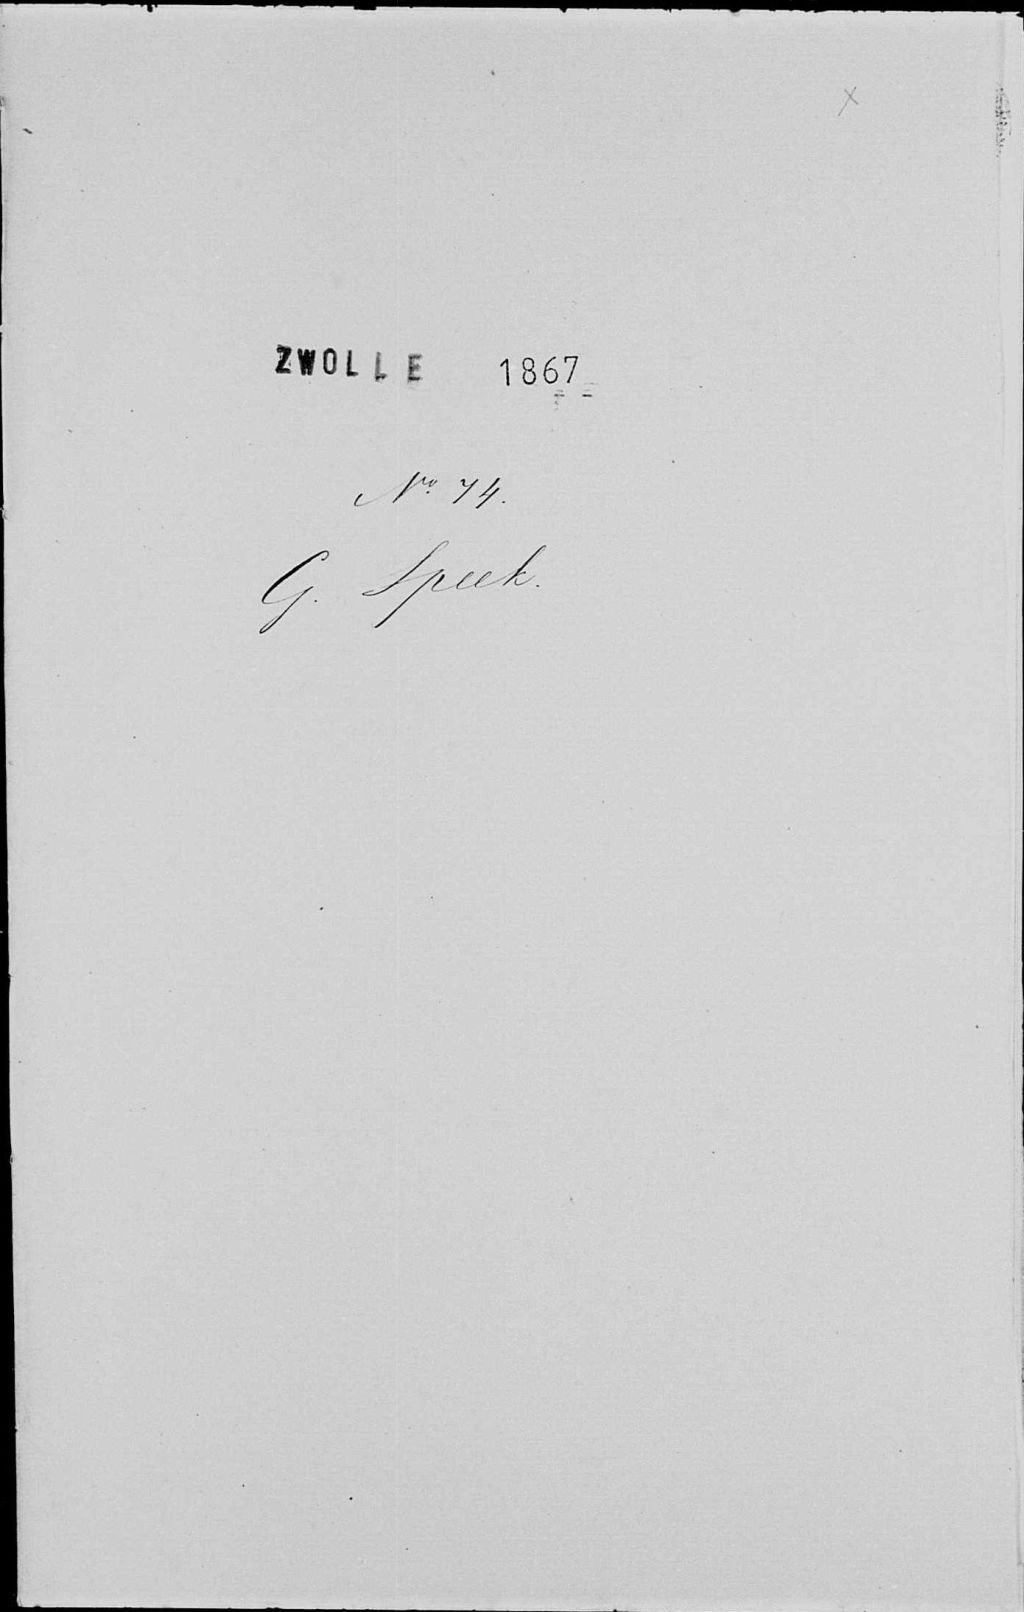 ZWOLLE 1867
No. 74.
G. Speek.